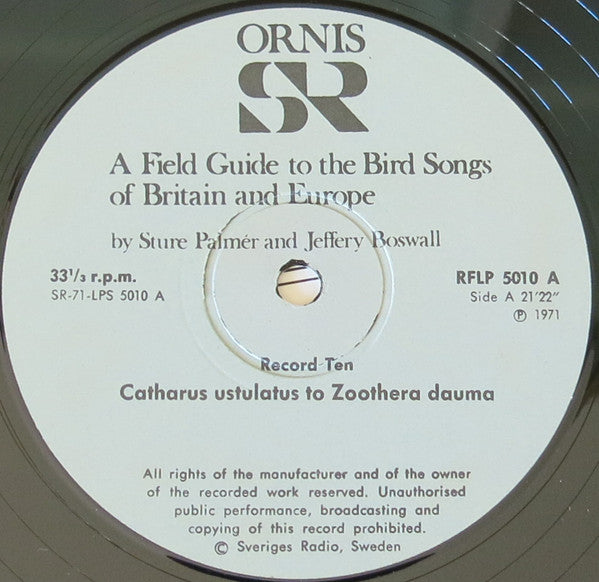 ORNIS
SR
A Field Guide to the Bird Songs
of Britain and Europe
by Sture Palmér and Jeffery Boswall
33¹/₃ r.p.m.
SR-71-LPS 5010 A
RFLP 5010 A
Side A 21'22"
Ⓟ 1971
Record Ten
Catharus ustulatus to Zoothera dauma
All rights of the manufacturer and of the owner
of the recorded work reserved. Unauthorised
public performance, broadcasting and
copying of this record prohibited.
© Sveriges Radio, Sweden